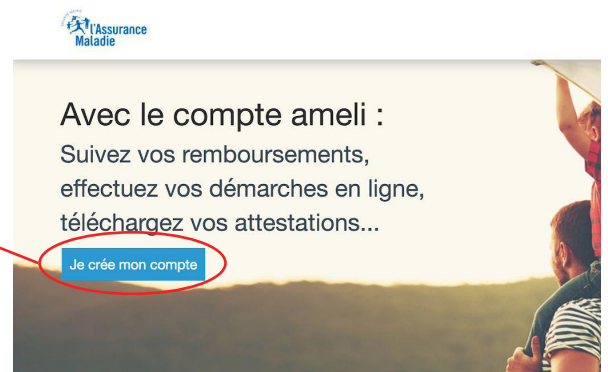 l'Assurance
Maladie
Avec le compte ameli :
Suivez vos remboursements,
effectuez vos démarches en ligne,
téléchargez vos attestations...
Je crée mon compte